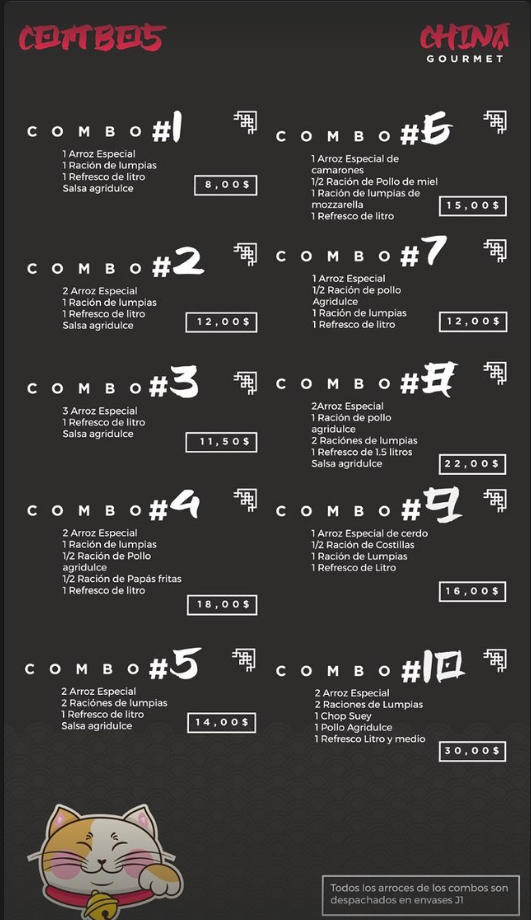 COMBOS
CHINA
GOURMET
COMBO #1
1 Arroz Especial
1 Ración de lumpias
1 Refresco de litro
Salsa agridulce
8,00$
COMBO #2
2 Arroz Especial
1 Ración de lumpias
1 Refresco de litro
Salsa agridulce
12,00$
COMBO #3
3 Arroz Especial
1 Refresco de litro
Salsa agridulce
11,50$
COMBO #4
2 Arroz Especial
1 Ración de lumpias
1/2 Ración de Pollo
agridulce
1/2 Ración de Papás fritas
1 Refresco de litro
18,00$
COMBO #5
2 Arroz Especial
2 Raciónes de lumpias
1 Refresco de litro
Salsa agridulce
14,00$
COMBO #6
1 Arroz Especial de
camarones
1/2 Ración de Pollo de miel
1 Ración de lumpias de
mozzarella
1 Refresco de litro
15,00$
COMBO #7
1 Arroz Especial
1/2 Ración de pollo
Agridulce
1 Ración de lumpias
1 Refresco de litro
12,00$
COMBO #8
2Arroz Especial
1 Ración de pollo
agridulce
2 Raciónes de lumpias
1 Refresco de 1.5 litros
Salsa agridulce
22,00$
COMBO #9
1 Arroz Especial de cerdo
1/2 Ración de Costillas
1 Ración de Lumpias
1 Refresco de Litro
16,00$
COMBO #10
2 Arroz Especial
2 Raciones de Lumpias
1 Chop Suey
1 Pollo Agridulce
1 Refresco Litro y medio
30,00$
Todos los arroces de los combos son
despachados en envases J1